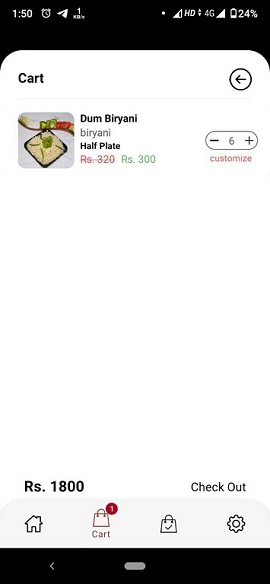 1:50 1 KB/s HD 4G 24%
Cart
Dum Biryani
biryani
Half Plate
Rs. 320 Rs. 300
6
customize
Rs. 1800 Check Out
1
Cart